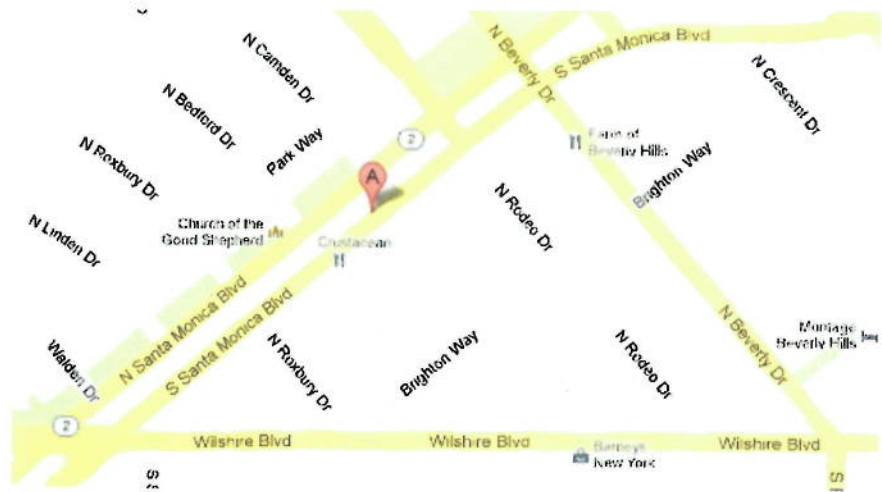 N Camden Dr
N Beverly Dr
S Santa Monica Blvd
N Crescent Dr
N Bedford Dr
Park Way
2
Farm of
Beverly Hills
N Roxbury Dr
Brighton Way
A
N Rodeo Dr
N Linden Dr
Church of the
Good Shepherd
Crustacean
N Santa Monica Blvd
S Santa Monica Blvd
N Beverly Dr
Montage
Beverly Hills
Walden Dr
N Roxbury Dr
Brighton Way
N Rodeo Dr
2
Wilshire Blvd
Wilshire Blvd
Wilshire Blvd
Barneys
New York